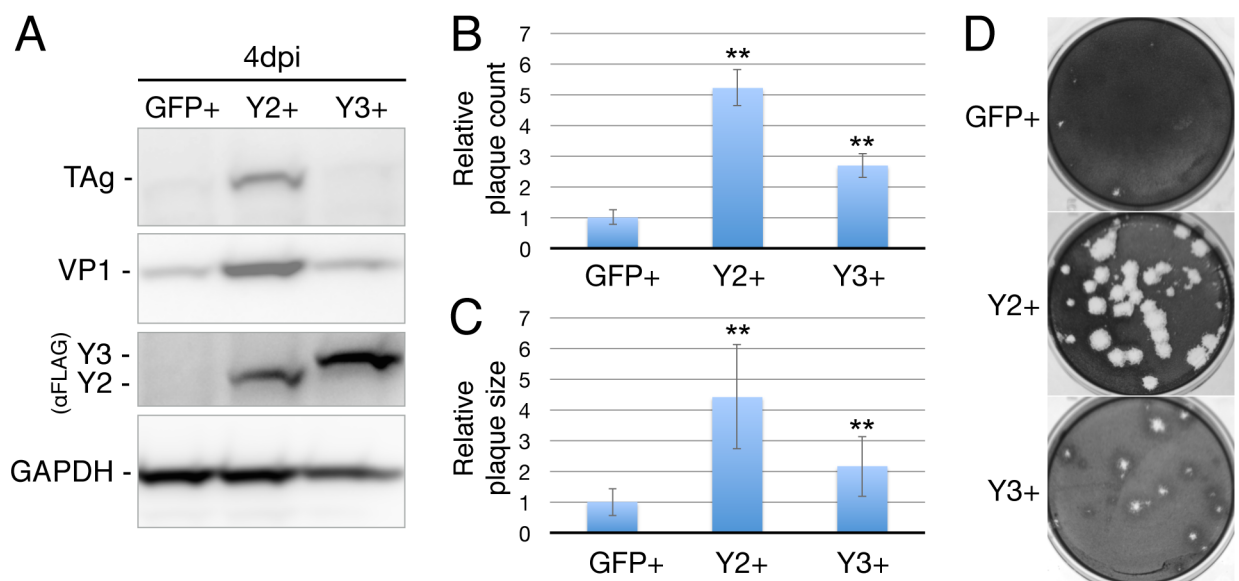 A
4dpi
GFP+ Y2+ Y3+
TAg -
VP1 -
(αFLAG)
Y3 -
Y2 -
GAPDH -
B
Relative
plaque count
7
6
5
4
3
2
1
0
**
**
GFP+ Y2+ Y3+
C
Relative
plaque size
7
6
5
4
3
2
1
0
**
**
GFP+ Y2+ Y3+
D
GFP+
Y2+
Y3+